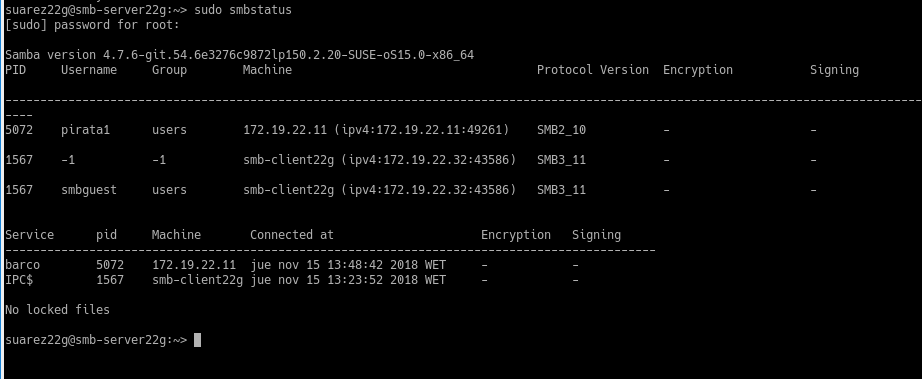 suarez22g@smb-server22g:~> sudo smbstatus
[sudo] password for root:
Samba version 4.7.6-git.54.6e3276c9872lp150.2.20-SUSE-oS15.0-x86_64
PID     Username     Group        Machine                                   Protocol Version  Encryption           Signing
----------------------------------------------------------------------------------------------------------------------------------------
5072    pirata1      users        172.19.22.11 (ipv4:172.19.22.11:49261)    SMB2_10           -                    -
1567    -1           -1           smb-client22g (ipv4:172.19.22.32:43586)   SMB3_11           -                    -
1567    smbguest     users        smb-client22g (ipv4:172.19.22.32:43586)   SMB3_11           -                    -
Service      pid     Machine       Connected at                     Encryption   Signing
---------------------------------------------------------------------------------------------
barco        5072    172.19.22.11  jue nov 15 13:48:42 2018 WET     -            -
IPC$         1567    smb-client22g jue nov 15 13:23:52 2018 WET     -            -
No locked files
suarez22g@smb-server22g:~>